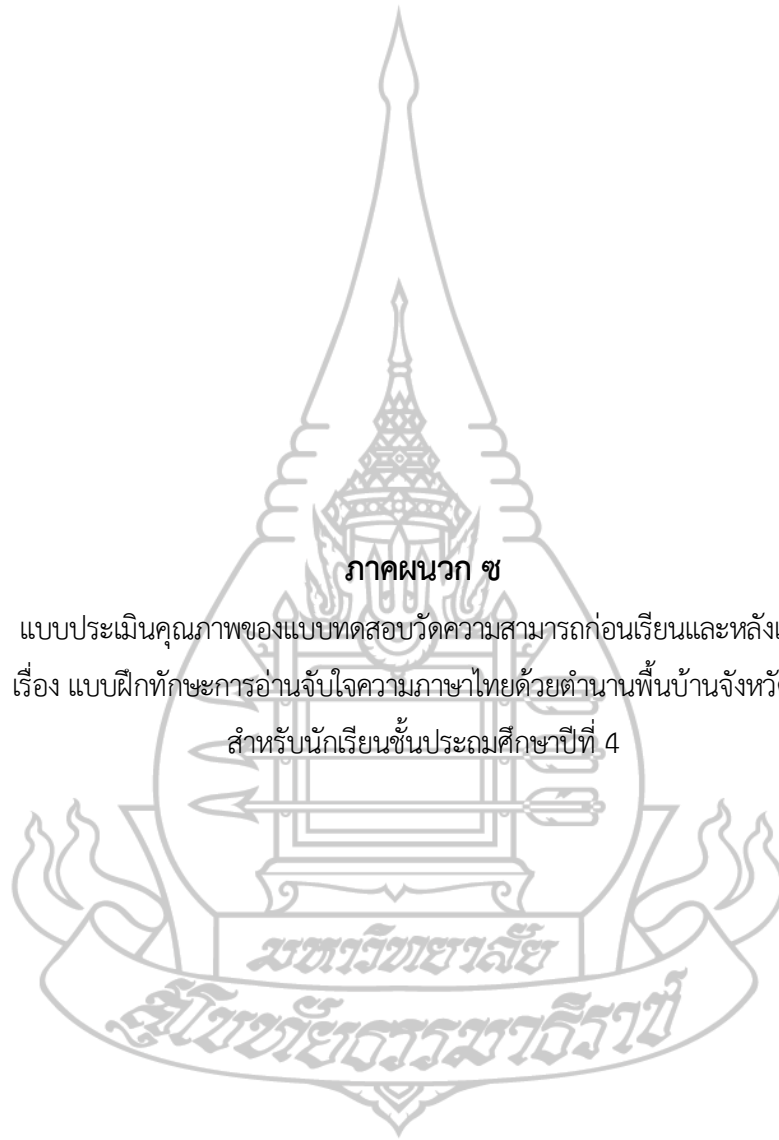 ภาคผนวก ซ
แบบประเมินคุณภาพของแบบทดสอบวัดความสามารถก่อนเรียนและหลังเ
เรื่อง แบบฝึกทักษะการอ่านจับใจความภาษาไทยด้วยตำนานพื้นบ้านจังหวัด
สำหรับนักเรียนชั้นประถมศึกษาปีที่ 4
มหาวิทยาลัย
สุโขทัยธรรมาธิราช